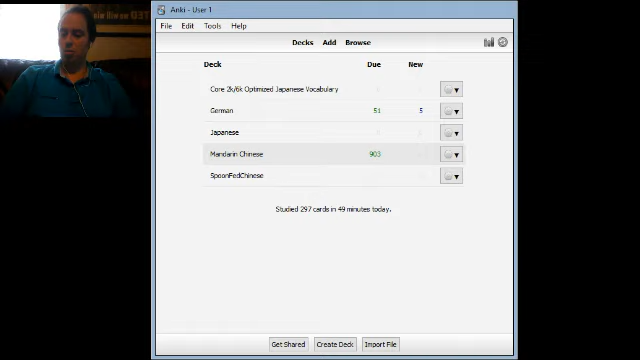 Anki - User 1
File Edit Tools Help
Decks Add Browse
Deck Due New
Core 2k/6k Optimized Japanese Vocabulary
German 51 5
Japanese
Mandarin Chinese 903
SpoonFedChinese
Studied 297 cards in 49 minutes today.
Get Shared Create Deck Import File